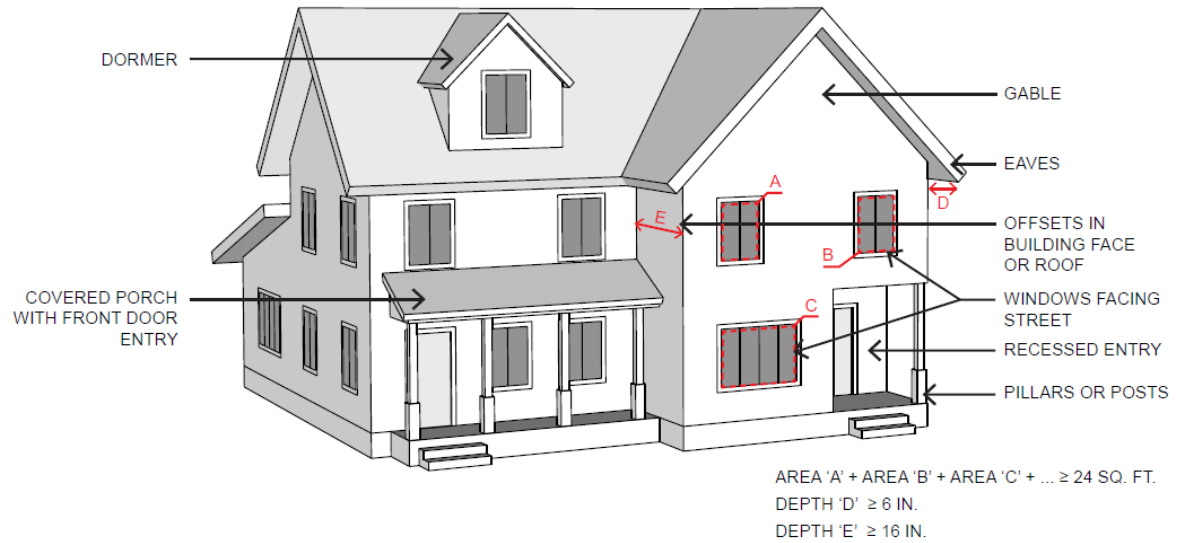 DORMER
GABLE
EAVES
A
D
E
OFFSETS IN
BUILDING FACE
OR ROOF
B
COVERED PORCH
WITH FRONT DOOR
ENTRY
WINDOWS FACING
STREET
C
RECESSED ENTRY
PILLARS OR POSTS
AREA ‘A’ + AREA ‘B’ + AREA ‘C’ + ... ≥ 24 SQ. FT.
DEPTH ‘D’ ≥ 6 IN.
DEPTH ‘E’ ≥ 16 IN.